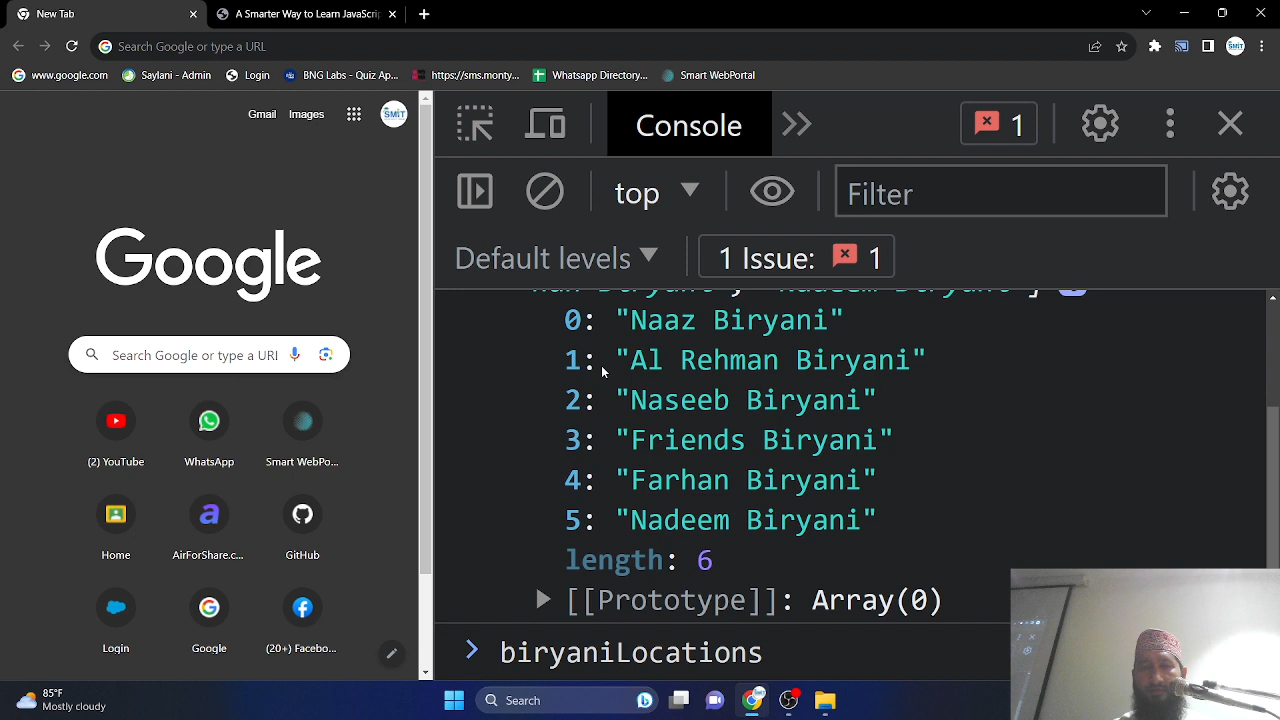 New Tab
A Smarter Way to Learn JavaScri
Search Google or type a URL
www.google.com
Saylani - Admin
Login
BNG Labs - Quiz Ap...
https://sms.monty...
Whatsapp Directory...
Smart WebPortal
Gmail
Images
SMIT
Google
Search Google or type a URI
(2) YouTube
WhatsApp
Smart WebPo...
Home
AirForShare.c...
GitHub
Login
Google
(20+) Facebo...
Console
1
top
Filter
Default levels
1 Issue:
1
0: "Naaz Biryani"
1: "Al Rehman Biryani"
2: "Naseeb Biryani"
3: "Friends Biryani"
4: "Farhan Biryani"
5: "Nadeem Biryani"
length: 6
[[Prototype]]: Array(0)
> biryaniLocations
85°F
Mostly cloudy
Search